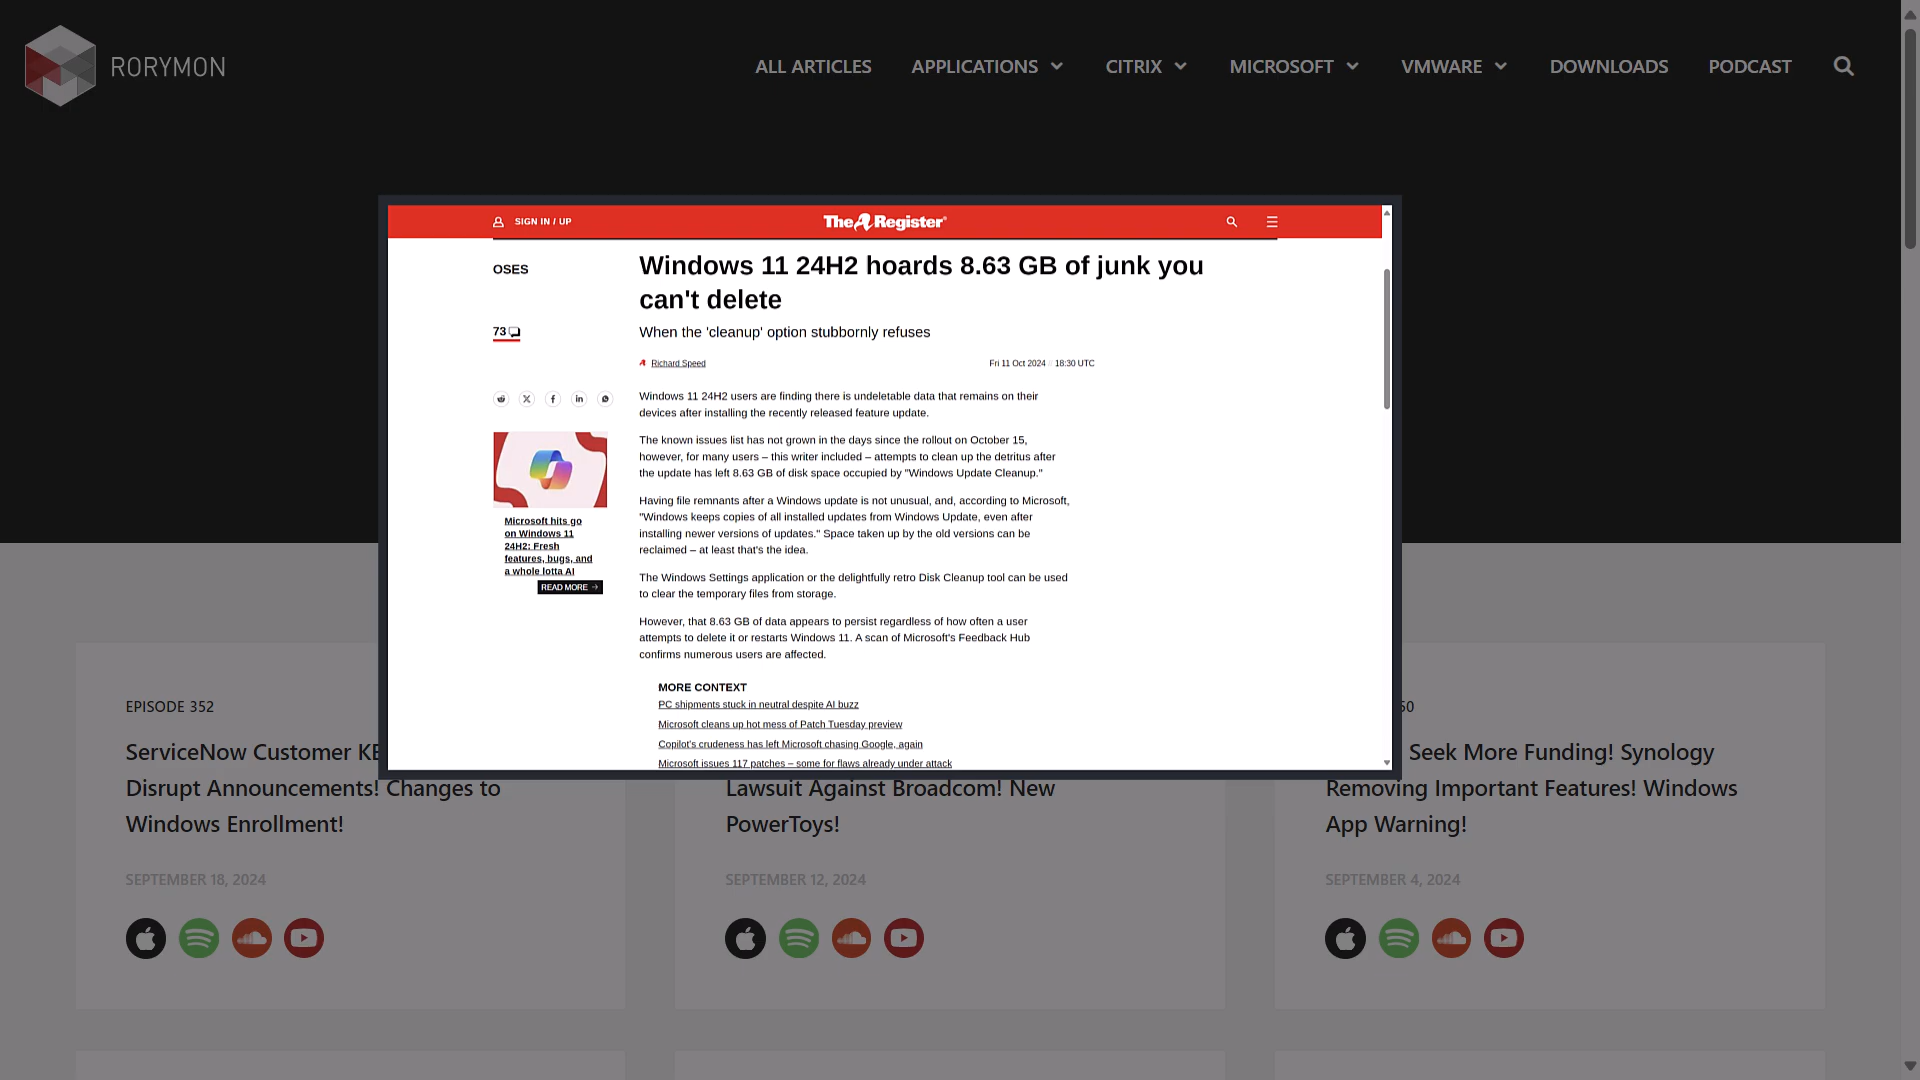 RORYMON
ALL ARTICLES
APPLICATIONS
CITRIX
MICROSOFT
VMWARE
DOWNLOADS
PODCAST
SIGN IN / UP
The Register
OSES
Windows 11 24H2 hoards 8.63 GB of junk you
can't delete
73
When the 'cleanup' option stubbornly refuses
Richard Speed
Fri 11 Oct 2024 18:30 UTC
Windows 11 24H2 users are finding there is undeletable data that remains on their
devices after installing the recently released feature update.
The known issues list has not grown in the days since the rollout on October 15,
however, for many users – this writer included – attempts to clean up the detritus after
the update has left 8.63 GB of disk space occupied by "Windows Update Cleanup."
Having file remnants after a Windows update is not unusual, and, according to Microsoft,
"Windows keeps copies of all installed updates from Windows Update, even after
installing newer versions of updates." Space taken up by the old versions can be
reclaimed – at least that's the idea.
The Windows Settings application or the delightfully retro Disk Cleanup tool can be used
to clear the temporary files from storage.
However, that 8.63 GB of data appears to persist regardless of how often a user
attempts to delete it or restarts Windows 11. A scan of Microsoft's Feedback Hub
confirms numerous users are affected.
MORE CONTEXT
PC shipments stuck in neutral despite AI buzz
Microsoft cleans up hot mess of Patch Tuesday preview
Copilot's crudeness has left Microsoft chasing Google, again
Microsoft issues 117 patches – some for flaws already under attack
Microsoft hits go
on Windows 11
24H2: Fresh
features, bugs, and
a whole lotta AI
READ MORE
EPISODE 352
ServiceNow Customer
Disrupt Announcements! Changes to
Windows Enrollment!
SEPTEMBER 18, 2024
Lawsuit Against Broadcom! New
PowerToys!
SEPTEMBER 12, 2024
Seek More Funding! Synology
Removing Important Features! Windows
App Warning!
SEPTEMBER 4, 2024